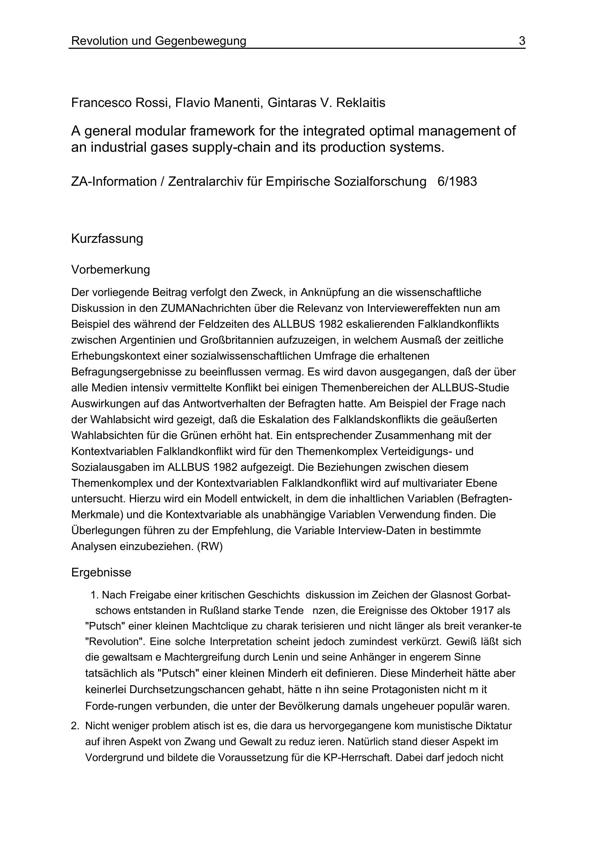 Revolution und Gegenbewegung 3
Francesco Rossi, Flavio Manenti, Gintaras V. Reklaitis
A general modular framework for the integrated optimal management of
an industrial gases supply-chain and its production systems.
ZA-Information / Zentralarchiv für Empirische Sozialforschung 6/1983
Kurzfassung
Vorbemerkung
Der vorliegende Beitrag verfolgt den Zweck, in Anknüpfung an die wissenschaftliche
Diskussion in den ZUMANachrichten über die Relevanz von Interviewereffekten nun am
Beispiel des während der Feldzeiten des ALLBUS 1982 eskalierenden Falklandkonflikts
zwischen Argentinien und Großbritannien aufzuzeigen, in welchem Ausmaß der zeitliche
Erhebungskontext einer sozialwissenschaftlichen Umfrage die erhaltenen
Befragungsergebnisse zu beeinflussen vermag. Es wird davon ausgegangen, daß der über
alle Medien intensiv vermittelte Konflikt bei einigen Themenbereichen der ALLBUS-Studie
Auswirkungen auf das Antwortverhalten der Befragten hatte. Am Beispiel der Frage nach
der Wahlabsicht wird gezeigt, daß die Eskalation des Falklandskonflikts die geäußerten
Wahlabsichten für die Grünen erhöht hat. Ein entsprechender Zusammenhang mit der
Kontextvariablen Falklandkonflikt wird für den Themenkomplex Verteidigungs- und
Sozialausgaben im ALLBUS 1982 aufgezeigt. Die Beziehungen zwischen diesem
Themenkomplex und der Kontextvariablen Falklandkonflikt wird auf multivariater Ebene
untersucht. Hierzu wird ein Modell entwickelt, in dem die inhaltlichen Variablen (Befragten-
Merkmale) und die Kontextvariable als unabhängige Variablen Verwendung finden. Die
Überlegungen führen zu der Empfehlung, die Variable Interview-Daten in bestimmte
Analysen einzubeziehen. (RW)
Ergebnisse
1. Nach Freigabe einer kritischen Geschichts diskussion im Zeichen der Glasnost Gorbat-
schows entstanden in Rußland starke Tende nzen, die Ereignisse des Oktober 1917 als
"Putsch" einer kleinen Machtclique zu charak terisieren und nicht länger als breit veranker-te
"Revolution". Eine solche Interpretation scheint jedoch zumindest verkürzt. Gewiß läßt sich
die gewaltsam e Machtergreifung durch Lenin und seine Anhänger in engerem Sinne
tatsächlich als "Putsch" einer kleinen Minderh eit definieren. Diese Minderheit hätte aber
keinerlei Durchsetzungschancen gehabt, hätte n ihn seine Protagonisten nicht m it
Forde-rungen verbunden, die unter der Bevölkerung damals ungeheuer populär waren.
2. Nicht weniger problem atisch ist es, die dara us hervorgegangene kom munistische Diktatur
auf ihren Aspekt von Zwang und Gewalt zu reduz ieren. Natürlich stand dieser Aspekt im
Vordergrund und bildete die Voraussetzung für die KP-Herrschaft. Dabei darf jedoch nicht